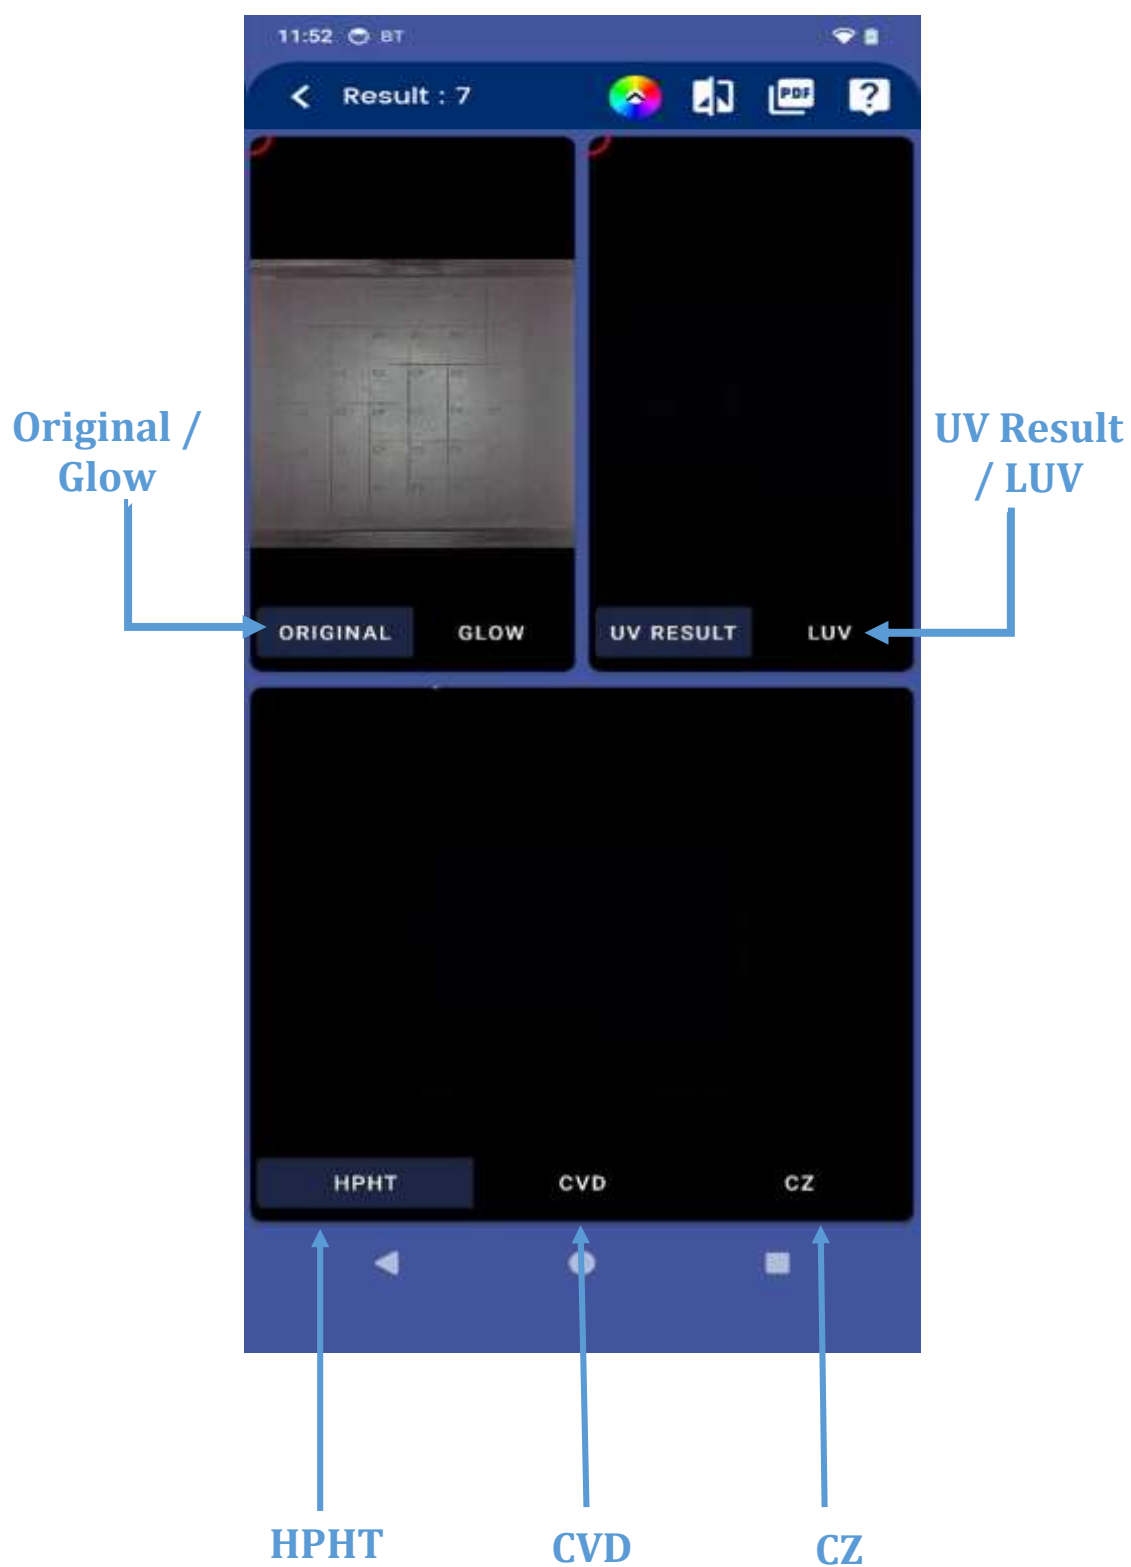 11:52 BT
Result : 7
PDF
?
Original /
Glow
UV Result
/ LUV
ORIGINAL GLOW
UV RESULT LUV
HPHT CVD CZ
HPHT CVD CZ